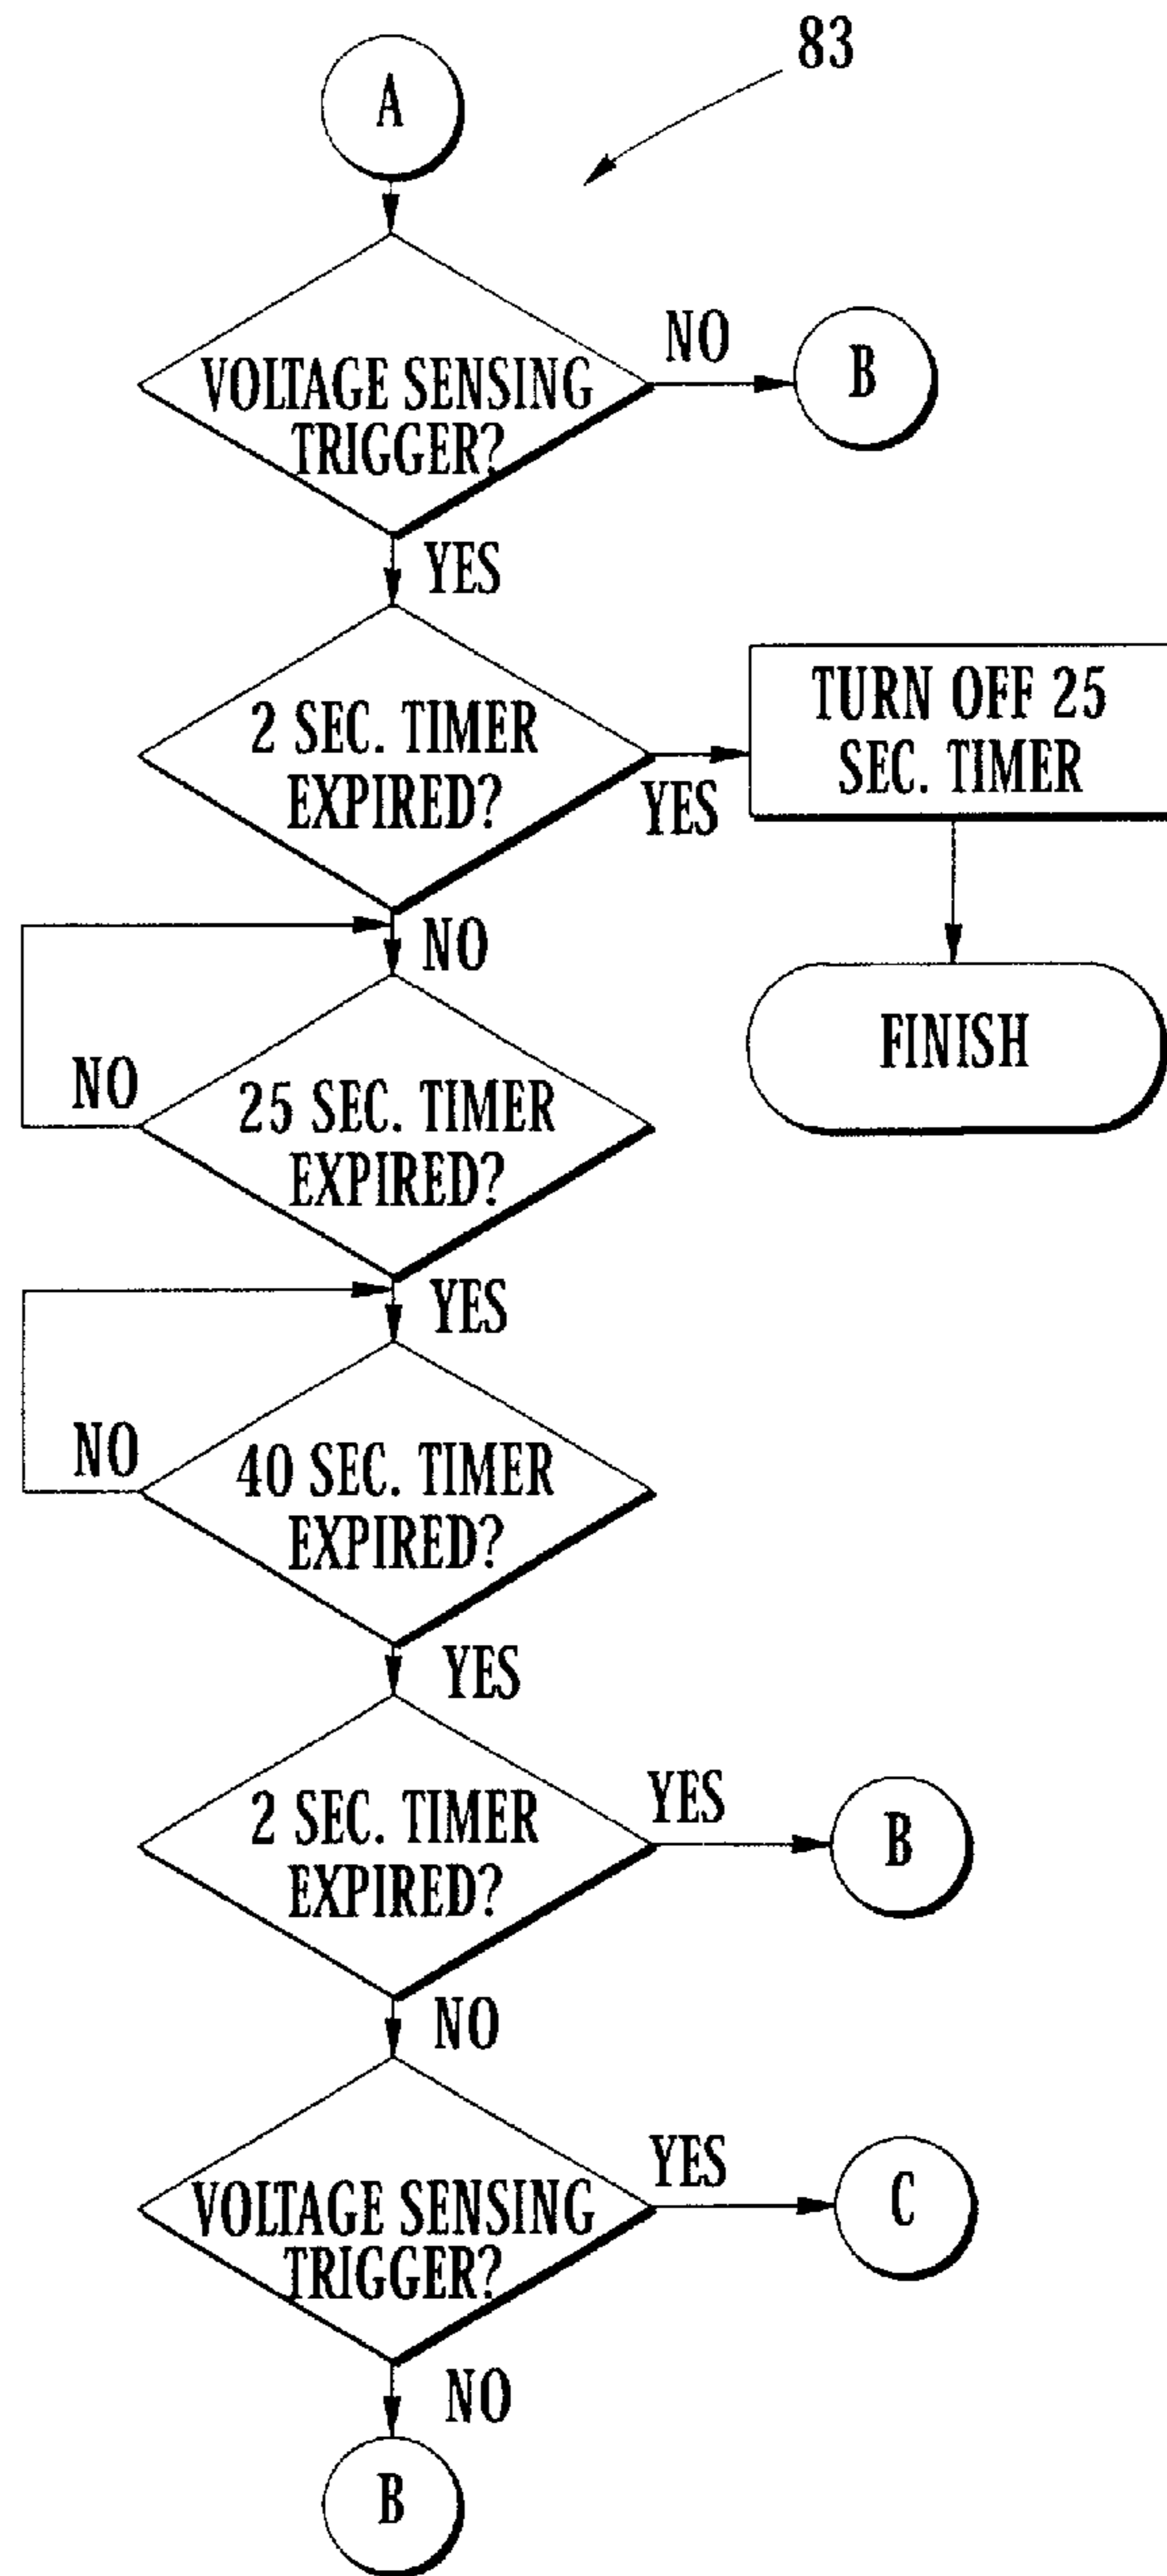 83
A
NO
B
VOLTAGE SENSING
TRIGGER?
YES
2 SEC. TIMER
EXPIRED?
YES
TURN OFF 25
SEC. TIMER
NO
FINISH
NO
25 SEC. TIMER
EXPIRED?
YES
NO
40 SEC. TIMER
EXPIRED?
YES
2 SEC. TIMER
EXPIRED?
YES
B
NO
VOLTAGE SENSING
TRIGGER?
YES
C
NO
B